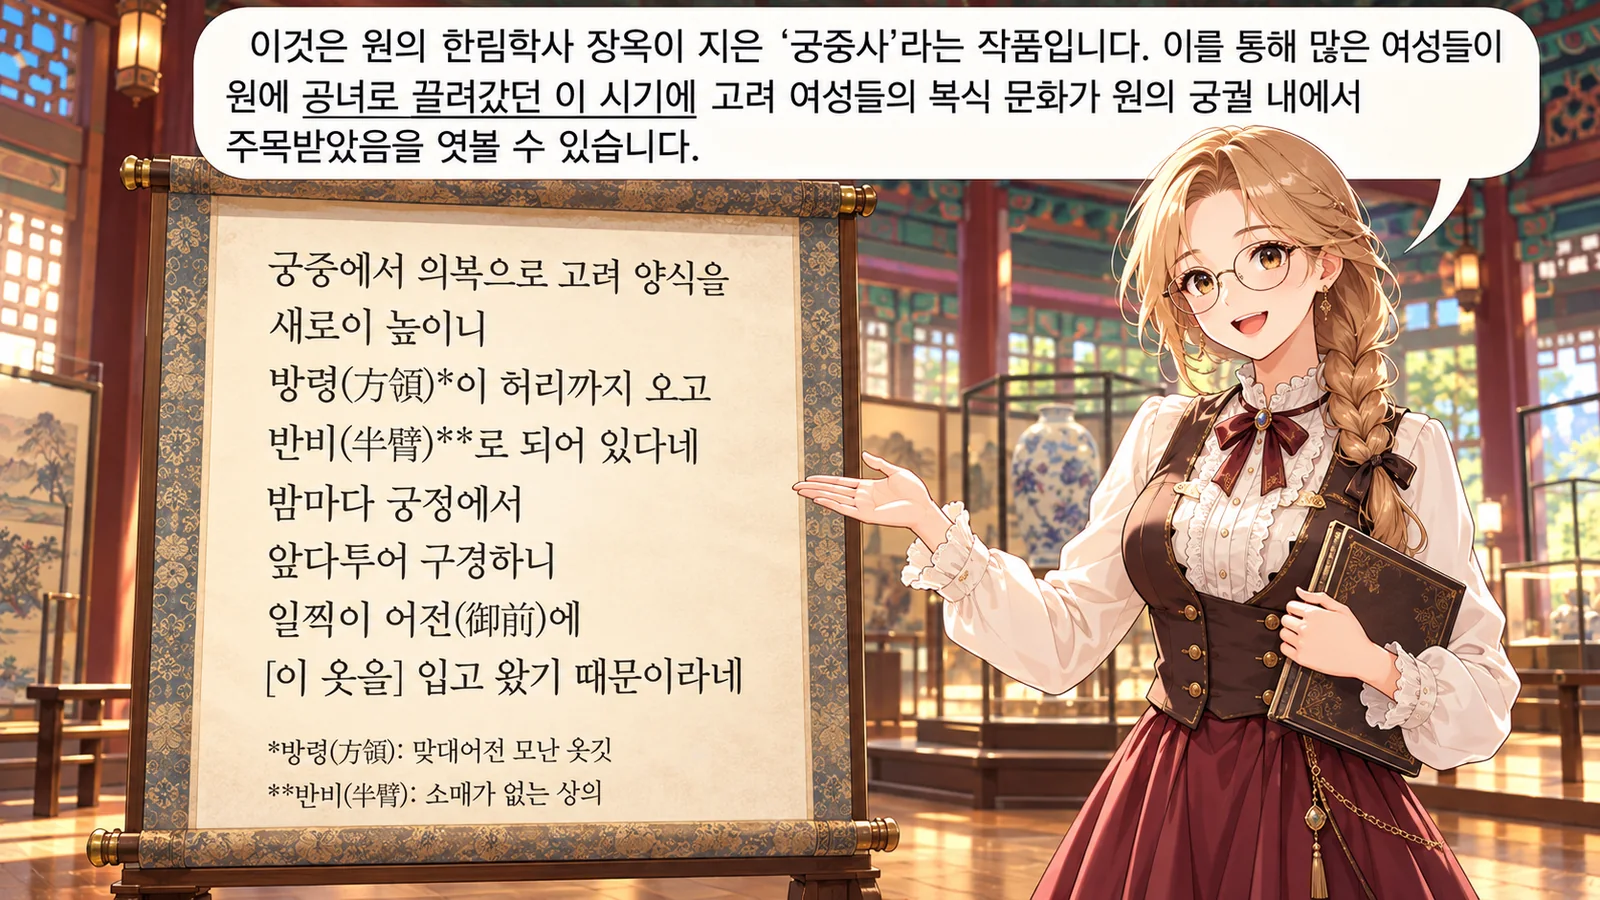 이것은 원의 한림학사 장옥이 지은 ‘궁중사’라는 작품입니다. 이를 통해 많은 여성들이
원에 공녀로 끌려갔던 이 시기에 고려 여성들의 복식 문화가 원의 궁궐 내에서
주목받았음을 엿볼 수 있습니다.
궁중에서 의복으로 고려 양식을
새로이 높이니
방령(方領)*이 허리까지 오고
반비(半臂)**로 되어 있다네
밤마다 궁정에서
앞다투어 구경하니
일찍이 어전(御前)에
[이 옷을] 입고 왔기 때문이라네
*방령(方領): 맞대어전 모난 옷깃
**반비(半臂): 소매가 없는 상의